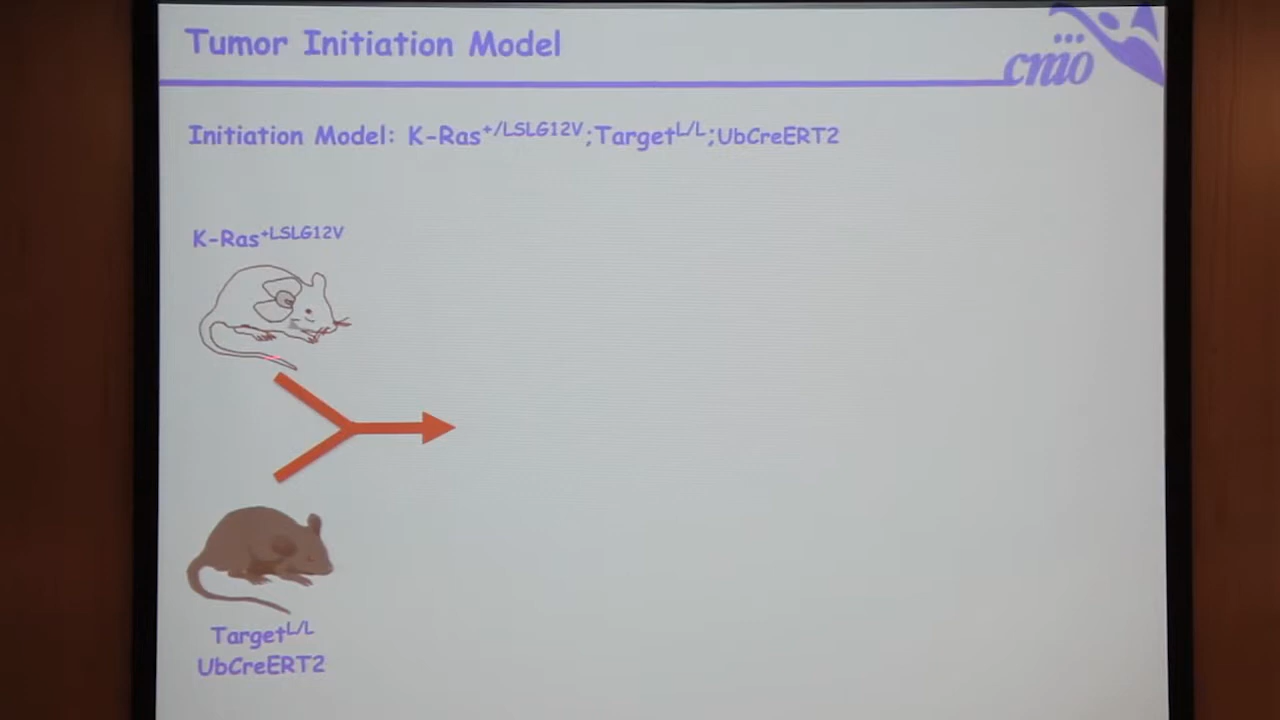 Tumor Initiation Model
cnio
Initiation Model: K-Ras+/LSLG12V;TargetL/L;UbCreERT2
K-Ras+LSLG12V
TargetL/L
UbCreERT2